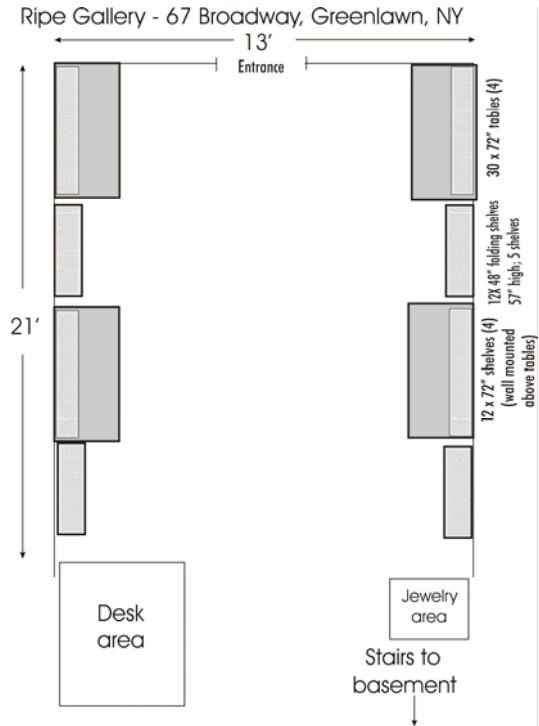 Ripe Gallery - 67 Broadway, Greenlawn, NY
13’
Entrance
30 x 72” tables (4)
12X 48” folding shelves
57” high; 5 shelves
21’
12 x 72” shelves (4)
(wall mounted
above tables)
Desk
area
Jewelry
area
Stairs to
basement